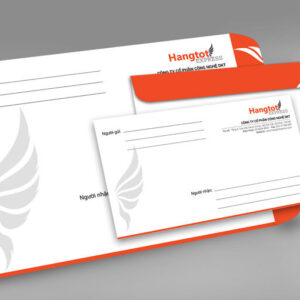 Hangtot
EXPRESS
CÔNG TY CỔ PHẦN CÔNG NGHỆ DKT
Người nhận
Hangtot
EXPRESS
CÔNG TY CỔ PHẦN CÔNG NGHỆ DKT
Người gửi:
Người nhận: